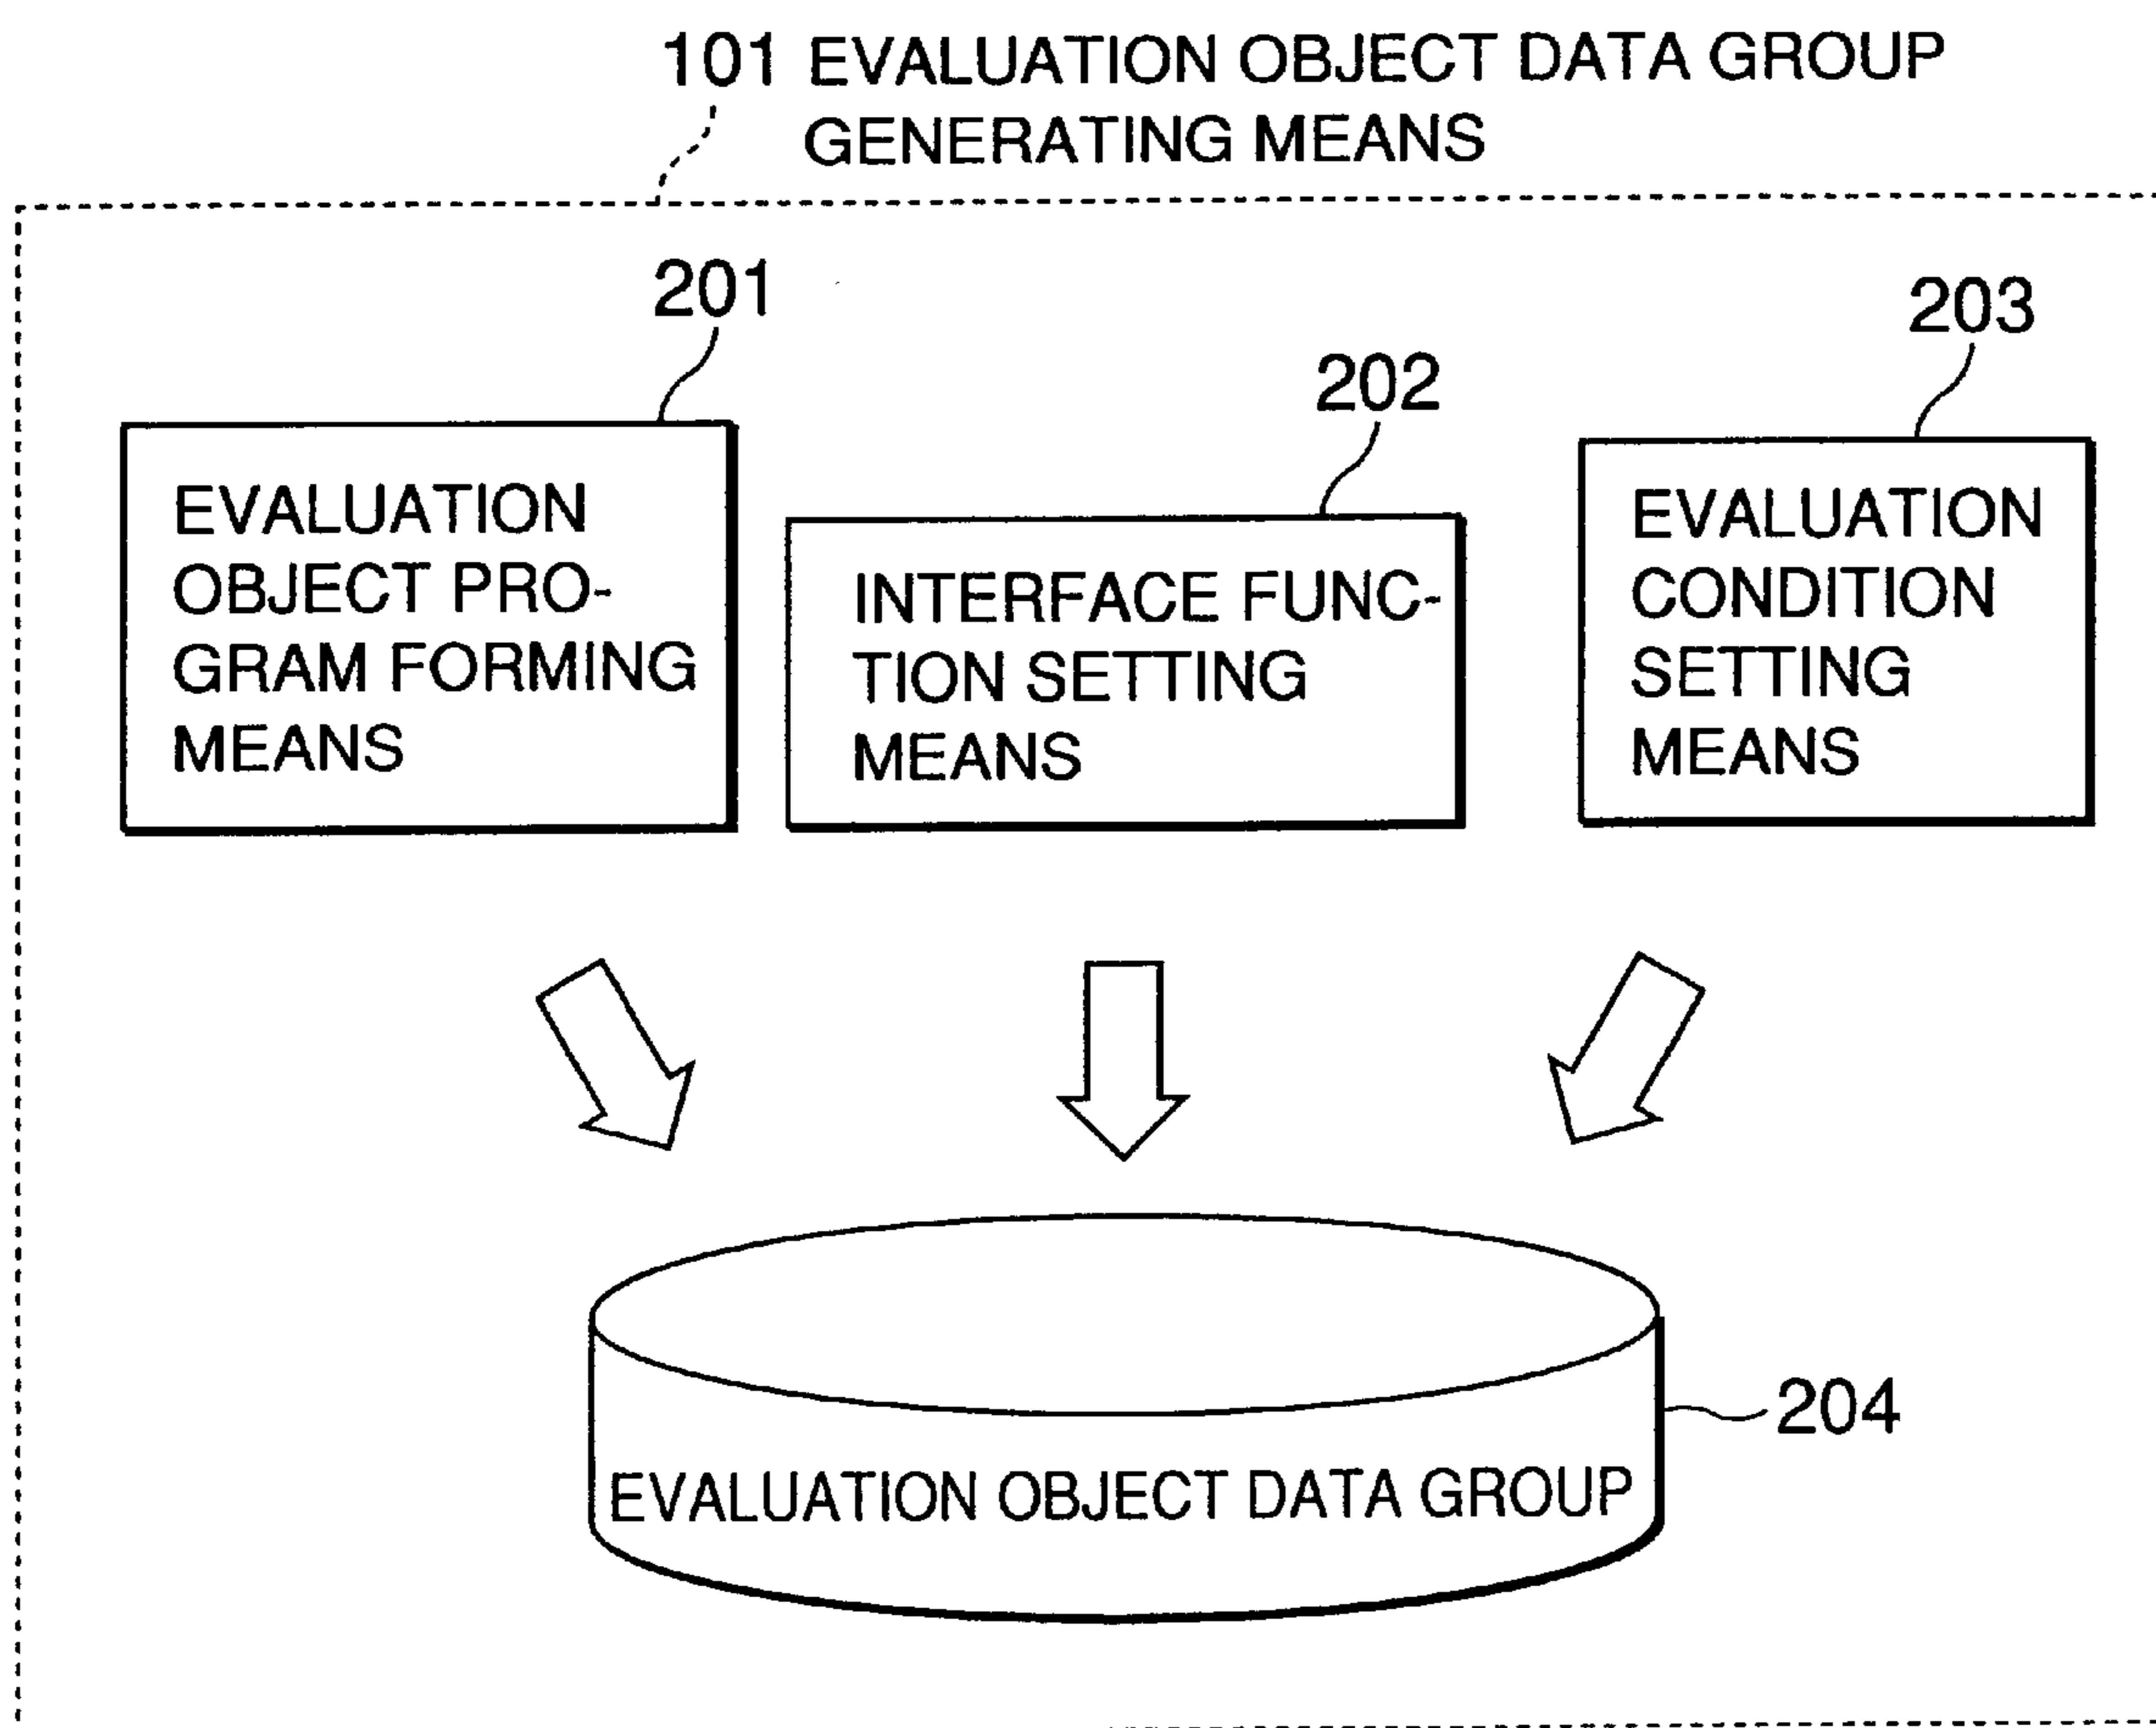 101 EVALUATION OBJECT DATA GROUP
GENERATING MEANS
201
202
203
EVALUATION
OBJECT PRO-
GRAM FORMING
MEANS
INTERFACE FUNC-
TION SETTING
MEANS
EVALUATION
CONDITION
SETTING
MEANS
204
EVALUATION OBJECT DATA GROUP